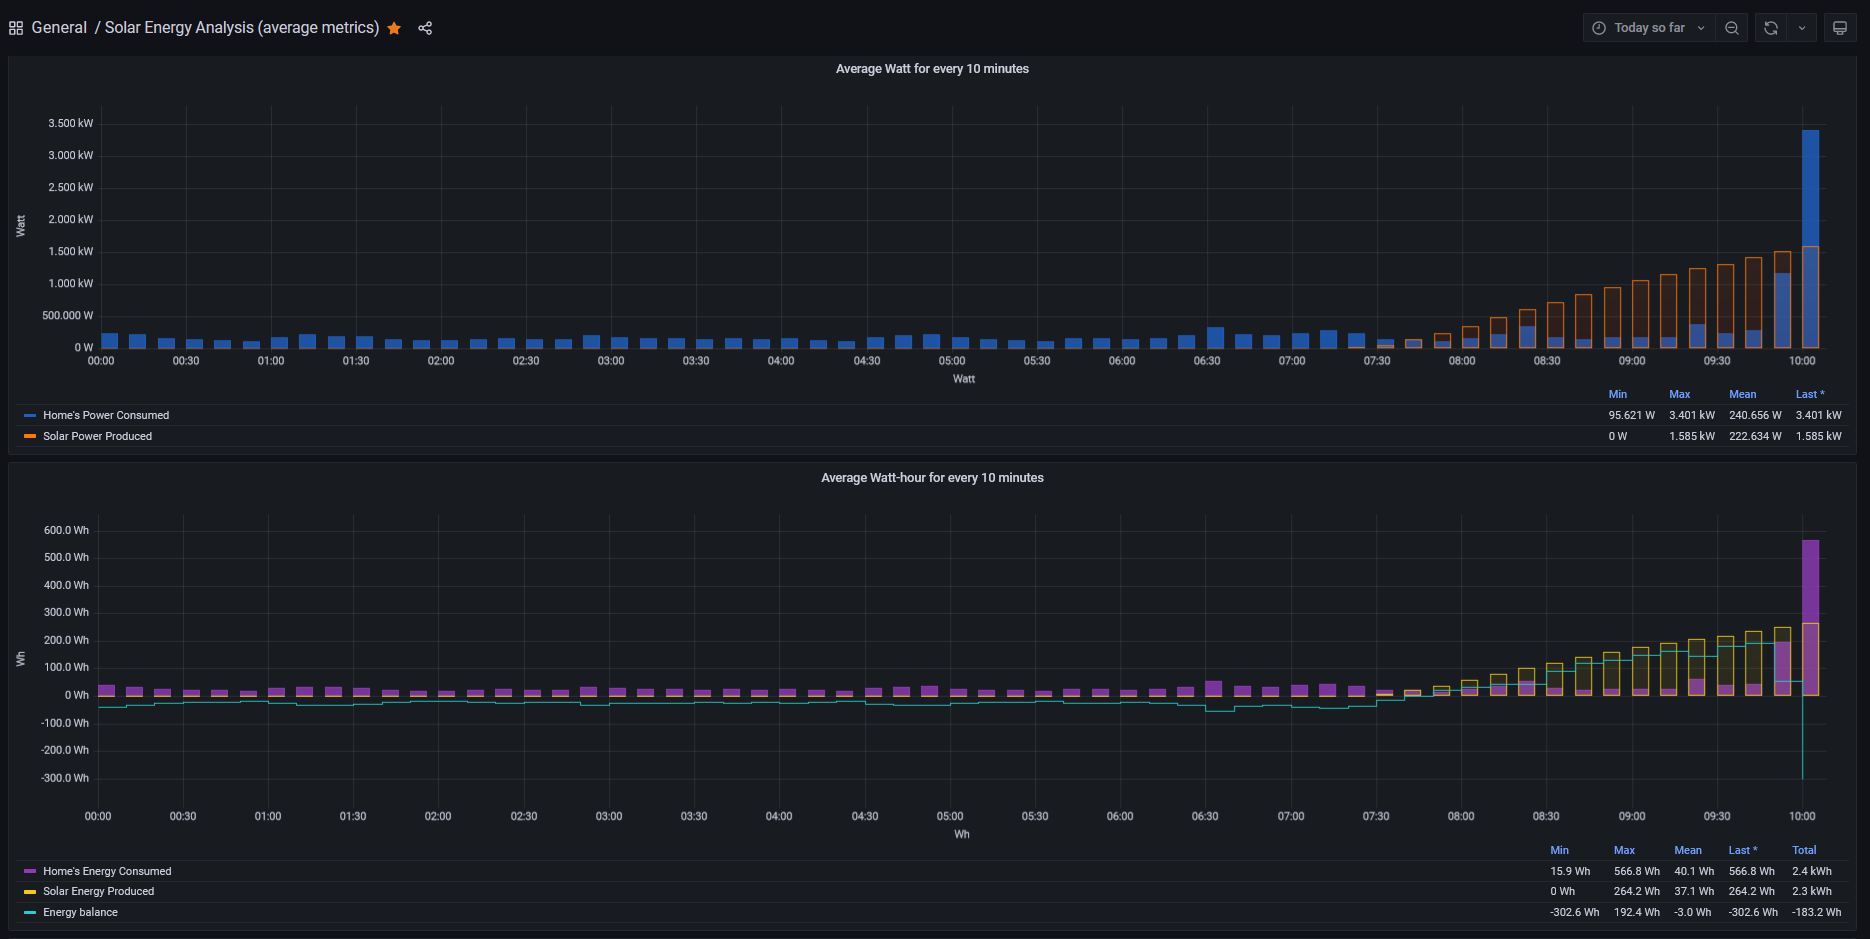 General / Solar Energy Analysis (average metrics)
Today so far
Average Watt for every 10 minutes
3.500 kW
3.000 kW
2.500 kW
2.000 kW
1.500 kW
1.000 kW
500.000 W
0 W
Watt
00:00 00:30 01:00 01:30 02:00 02:30 03:00 03:30 04:00 04:30 05:00 05:30 06:00 06:30 07:00 07:30 08:00 08:30 09:00 09:30 10:00
Watt
Min Max Mean Last *
Home's Power Consumed 95.621 W 3.401 kW 240.656 W 3.401 kW
Solar Power Produced 0 W 1.585 kW 222.634 W 1.585 kW
Average Watt-hour for every 10 minutes
600.0 Wh
500.0 Wh
400.0 Wh
300.0 Wh
200.0 Wh
100.0 Wh
0 Wh
-100.0 Wh
-200.0 Wh
-300.0 Wh
Wh
00:00 00:30 01:00 01:30 02:00 02:30 03:00 03:30 04:00 04:30 05:00 05:30 06:00 06:30 07:00 07:30 08:00 08:30 09:00 09:30 10:00
Wh
Min Max Mean Last * Total
Home's Energy Consumed 15.9 Wh 566.8 Wh 40.1 Wh 566.8 Wh 2.4 kWh
Solar Energy Produced 0 Wh 264.2 Wh 37.1 Wh 264.2 Wh 2.3 kWh
Energy balance -302.6 Wh 192.4 Wh -3.0 Wh -302.6 Wh -183.2 Wh